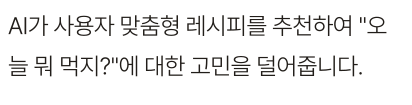 AI가 사용자 맞춤형 레시피를 추천하여 "오
늘 뭐 먹지?"에 대한 고민을 덜어줍니다.